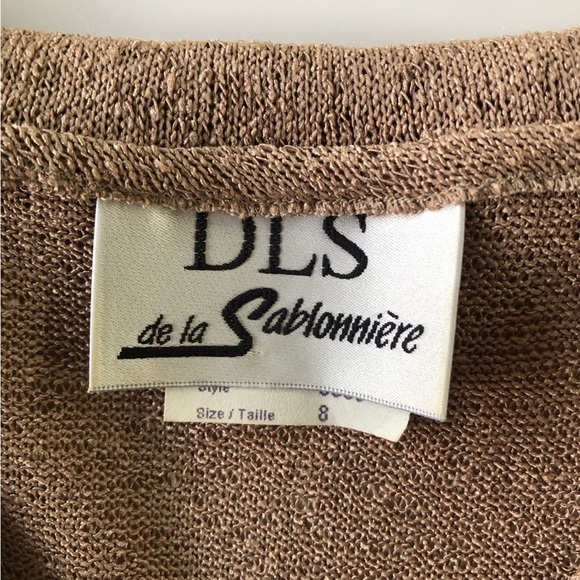 DLS
de la Sablonnière
Style
Size / Taille 8